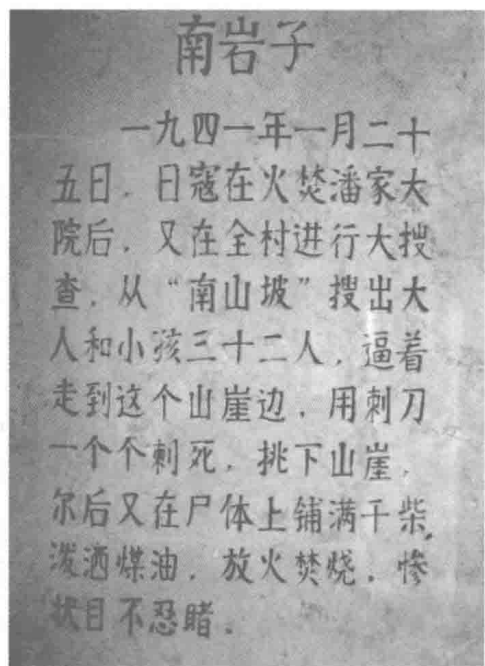 南岩子
一九四一年一月二十
五日，日寇在火焚潘家大
院后，又在全村进行大搜
查，从“南山坡”搜出大
人和小孩三十二人，逼着
走到这个山崖边，用刺刀
一个个刺死，挑下山崖，
尔后又在尸体上铺满干柴，
泼洒煤油，放火焚烧，惨
状目不忍睹。